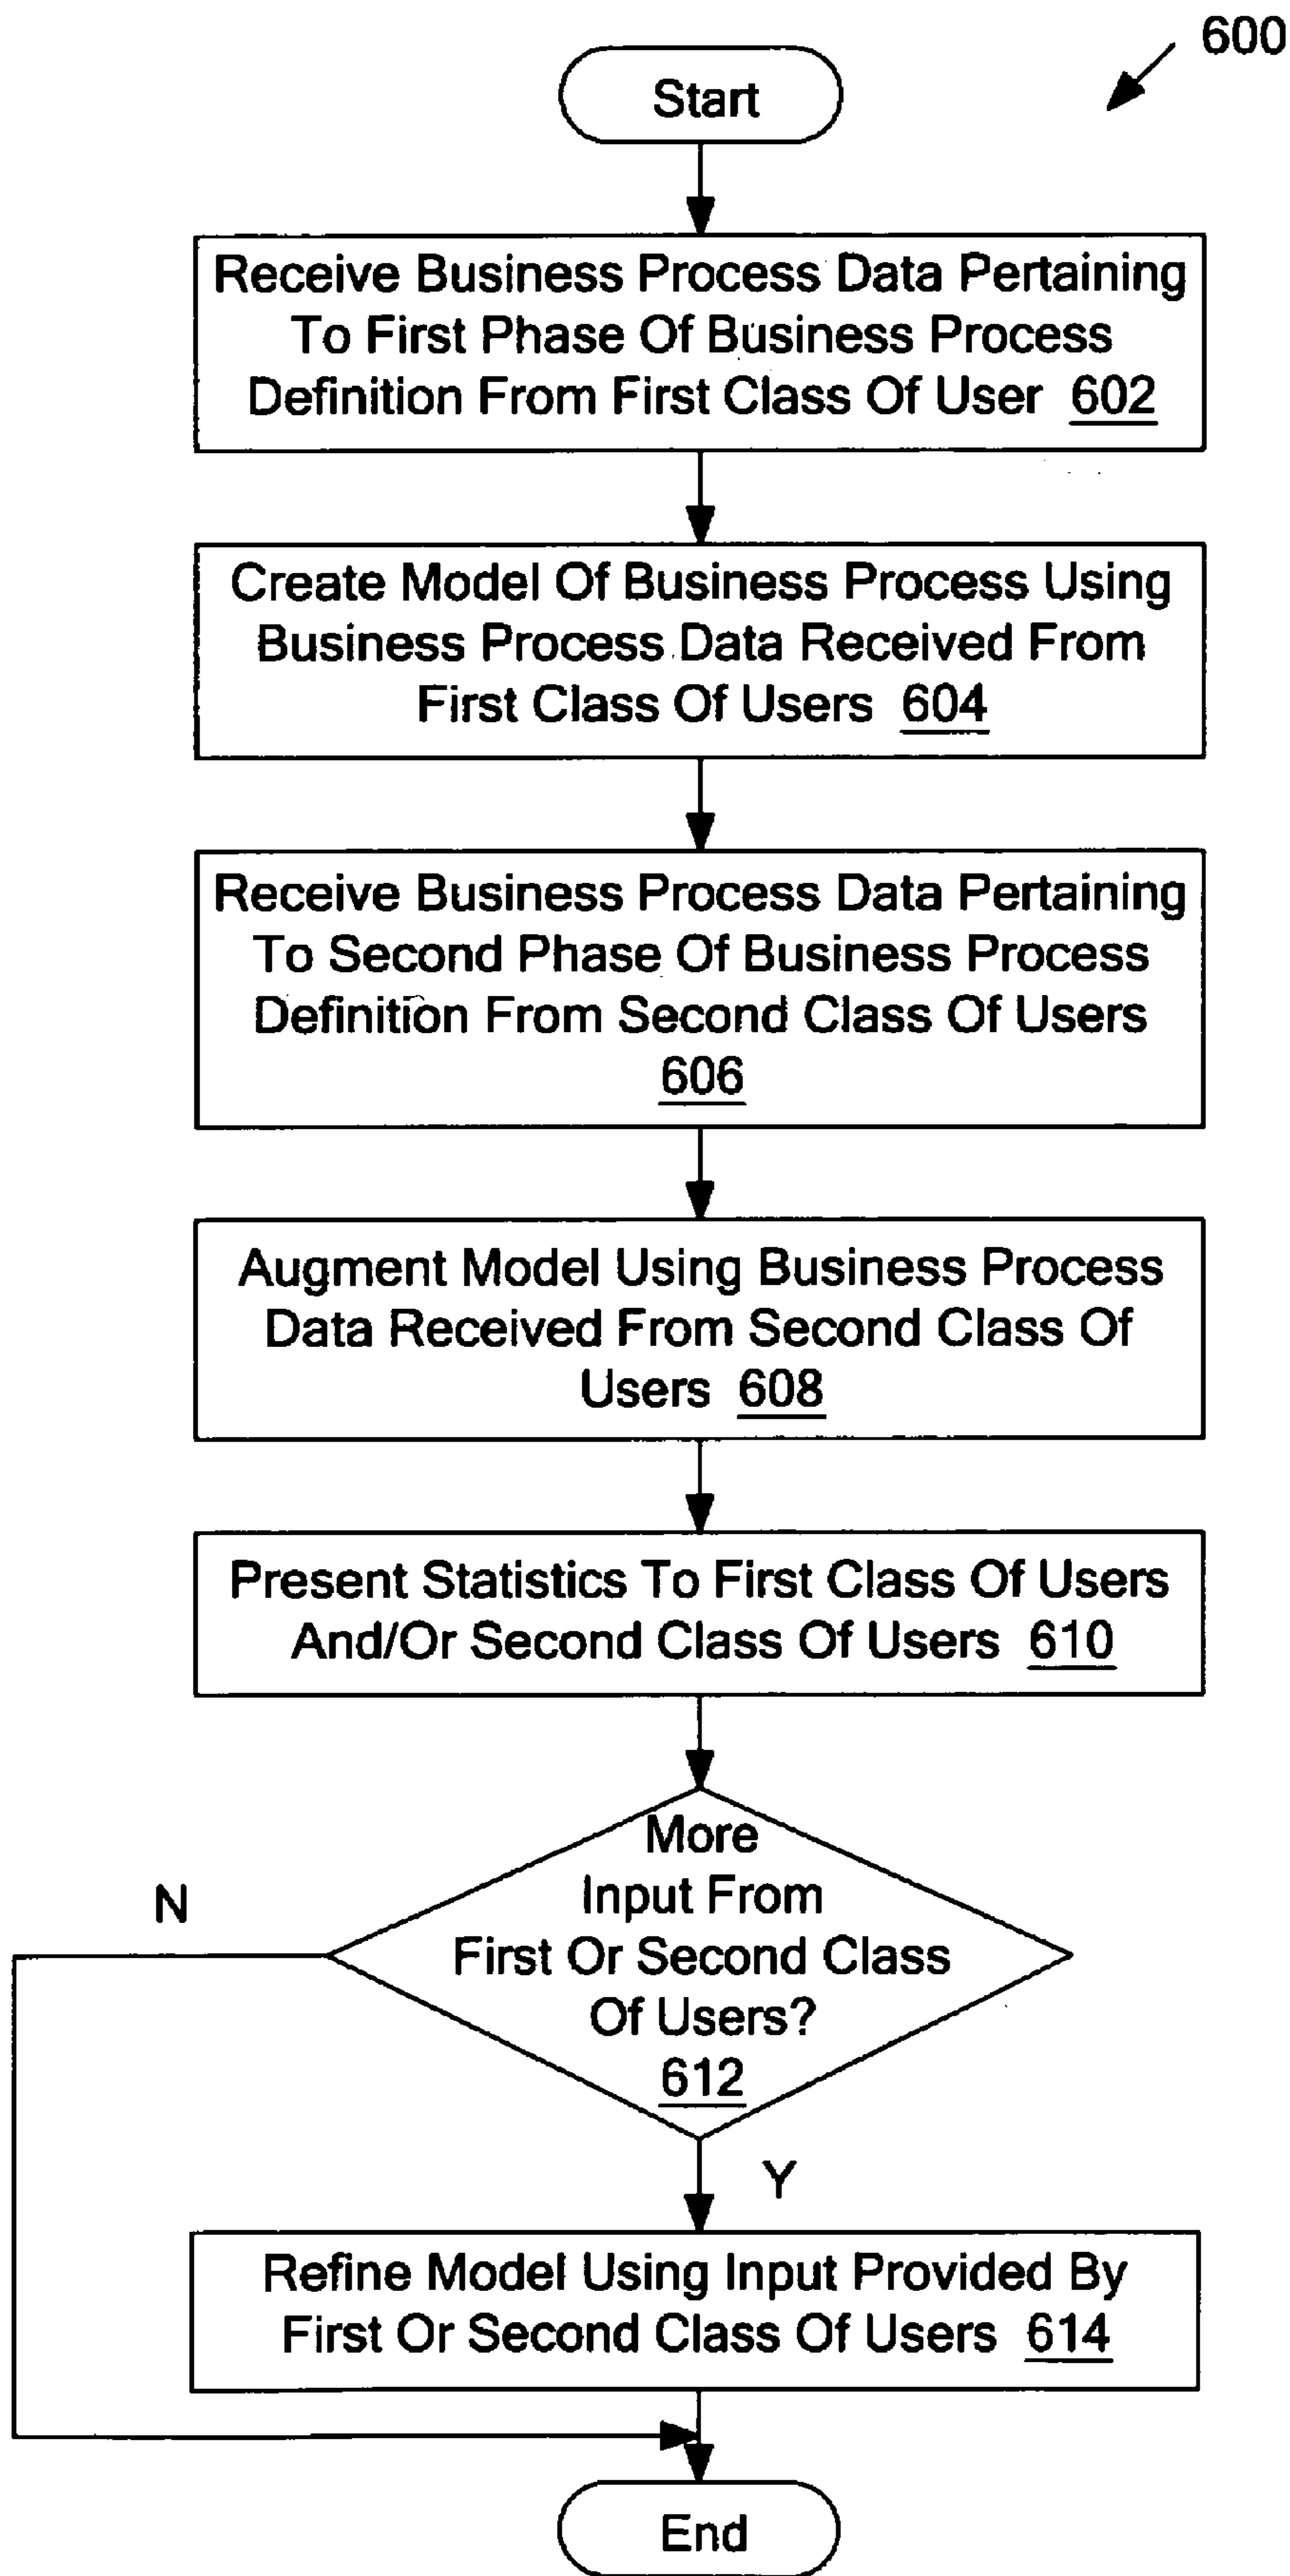 600
Start
Receive Business Process Data Pertaining
To First Phase Of Business Process
Definition From First Class Of User 602
Create Model Of Business Process Using
Business Process Data Received From
First Class Of Users 604
Receive Business Process Data Pertaining
To Second Phase Of Business Process
Definition From Second Class Of Users
606
Augment Model Using Business Process
Data Received From Second Class Of
Users 608
Present Statistics To First Class Of Users
And/Or Second Class Of Users 610
More
Input From
First Or Second Class
Of Users?
612
N
Y
Refine Model Using Input Provided By
First Or Second Class Of Users 614
End